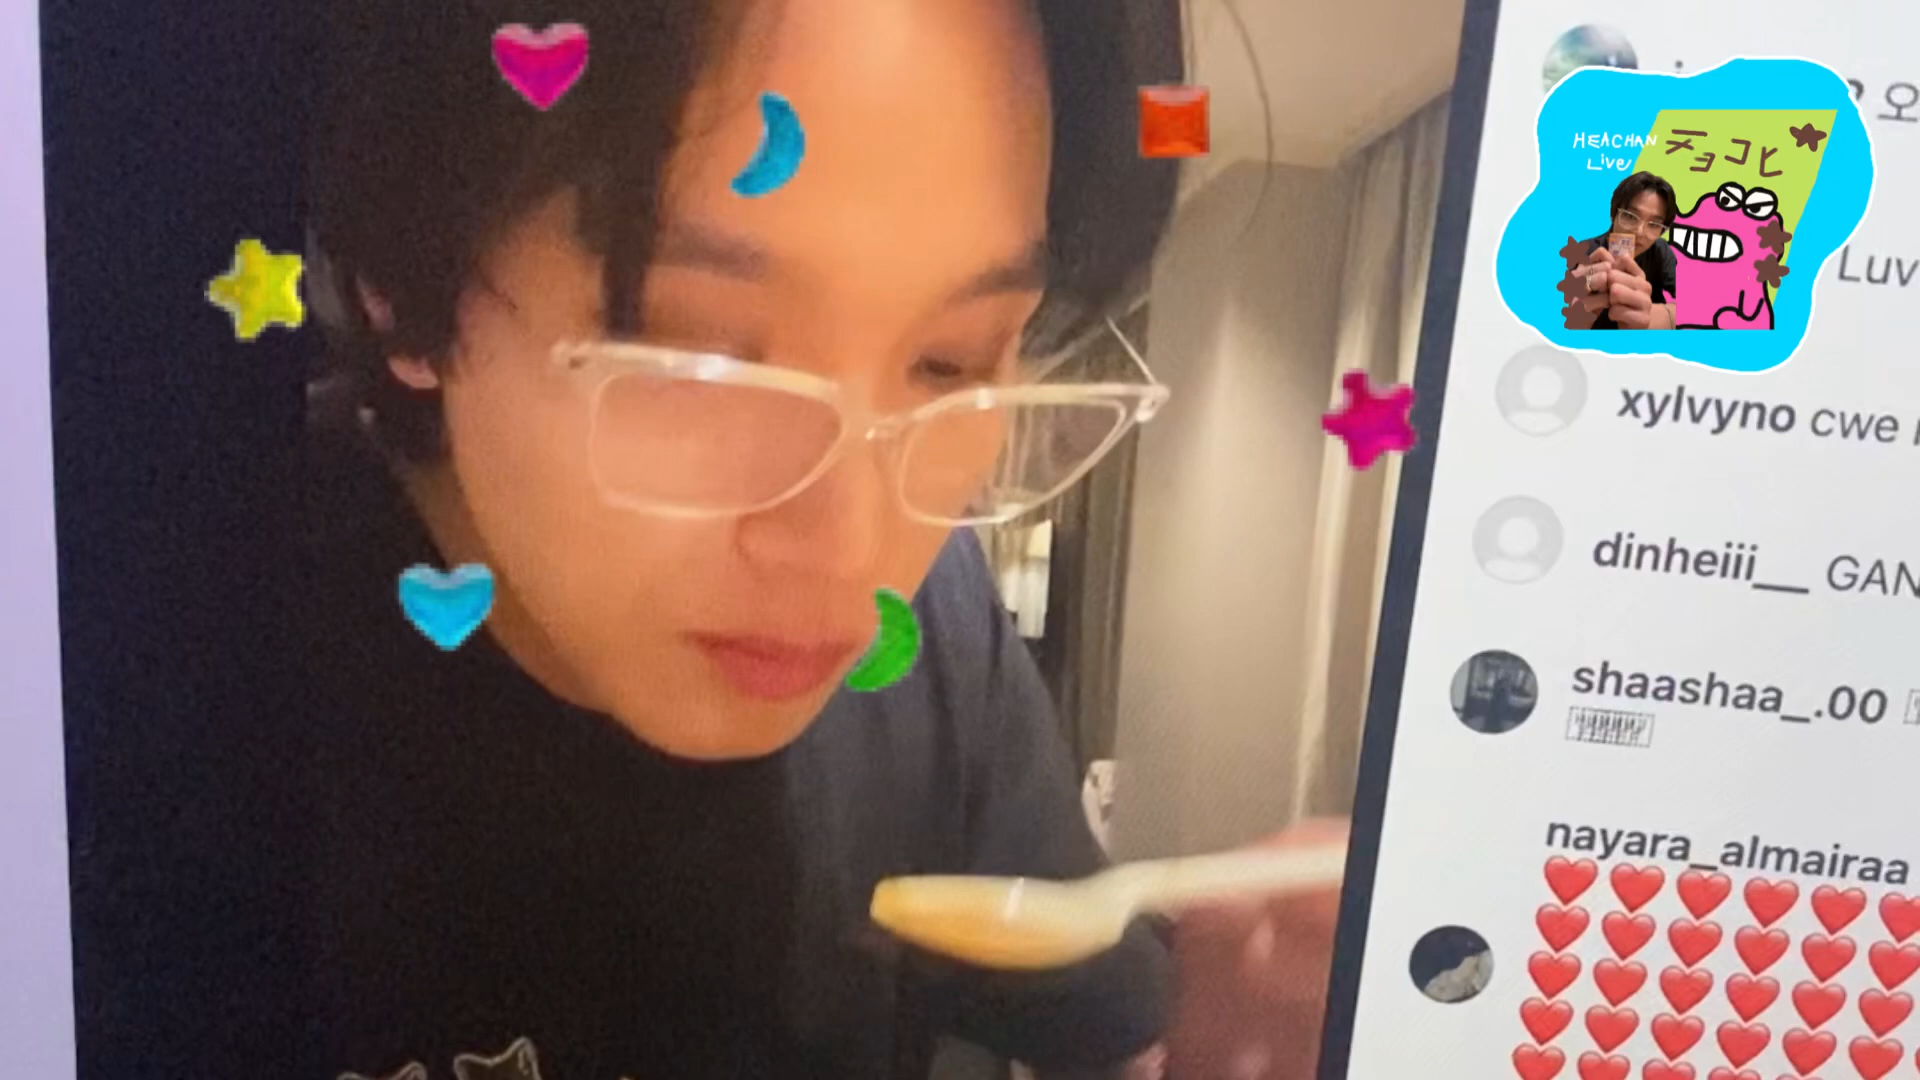 오
HEACHAN
Live
チョコヒ
Luv
xylvyno cwe
dinheiii__ GAN
shaashaa_.00
nayara_almairaa